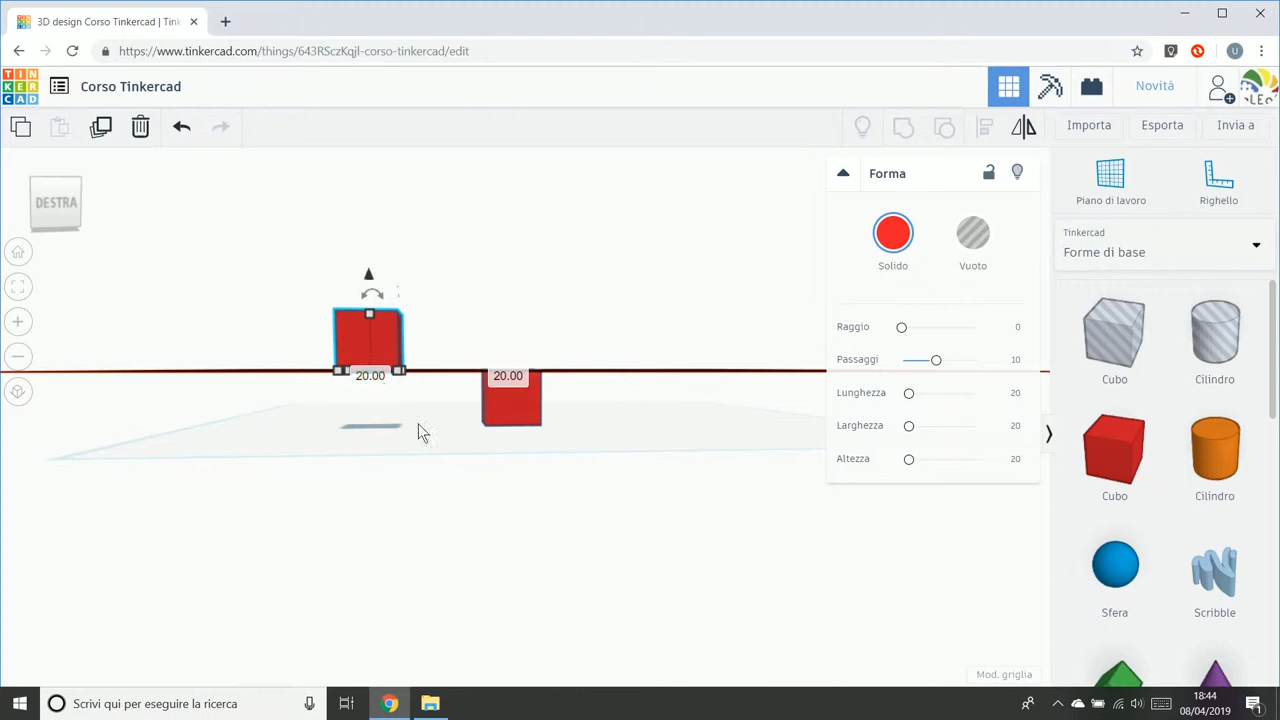 3D design Corso Tinkercad | Tink
https://www.tinkercad.com/things/643RSczKqjl-corso-tinkercad/edit
U
TIN
KER
CAD
Corso Tinkercad
Novità
Importa
Esporta
Invia a
DESTRA
Forma
Solido
Vuoto
Raggio 0
Passaggi 10
Lunghezza 20
Larghezza 20
Altezza 20
20.00
20.00
Piano di lavoro
Righello
Tinkercad
Forme di base
Cubo
Cilindro
Cubo
Cilindro
Sfera
Scribble
Mod. griglia
Scrivi qui per eseguire la ricerca
18:44
08/04/2019
1